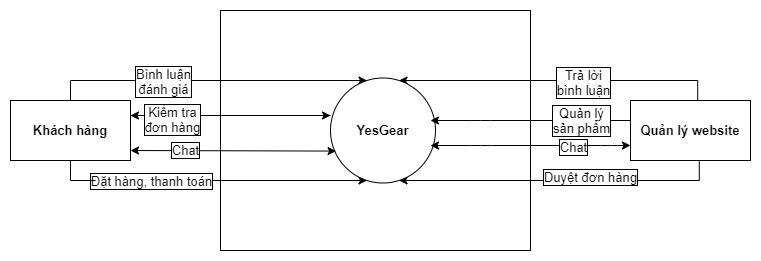 Bình luận
đánh giá
Trả lời
bình luận
Kiểm tra
đơn hàng
Quản lý
sản phẩm
Khách hàng
YesGear
Quản lý website
Chat
Chat
Đặt hàng, thanh toán
Duyệt đơn hàng